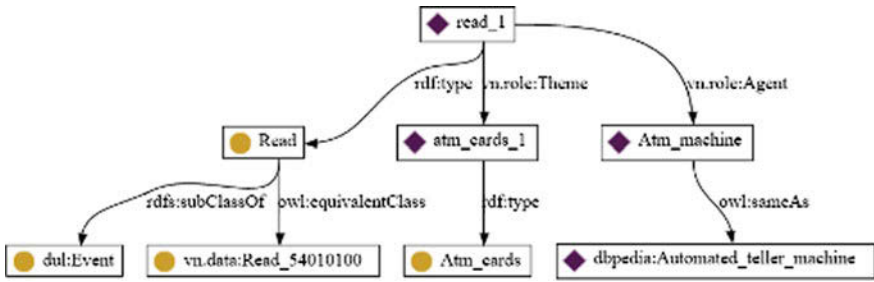 read_1
rdf:type
vn.role:Theme
vn.role:Agent
Read
atm_cards_1
Atm_machine
rdfs:subClassOf
owl:equivalentClass
rdf:type
owl:sameAs
dul:Event
vn.data:Read_54010100
Atm_cards
dbpedia:Automated_teller_machine